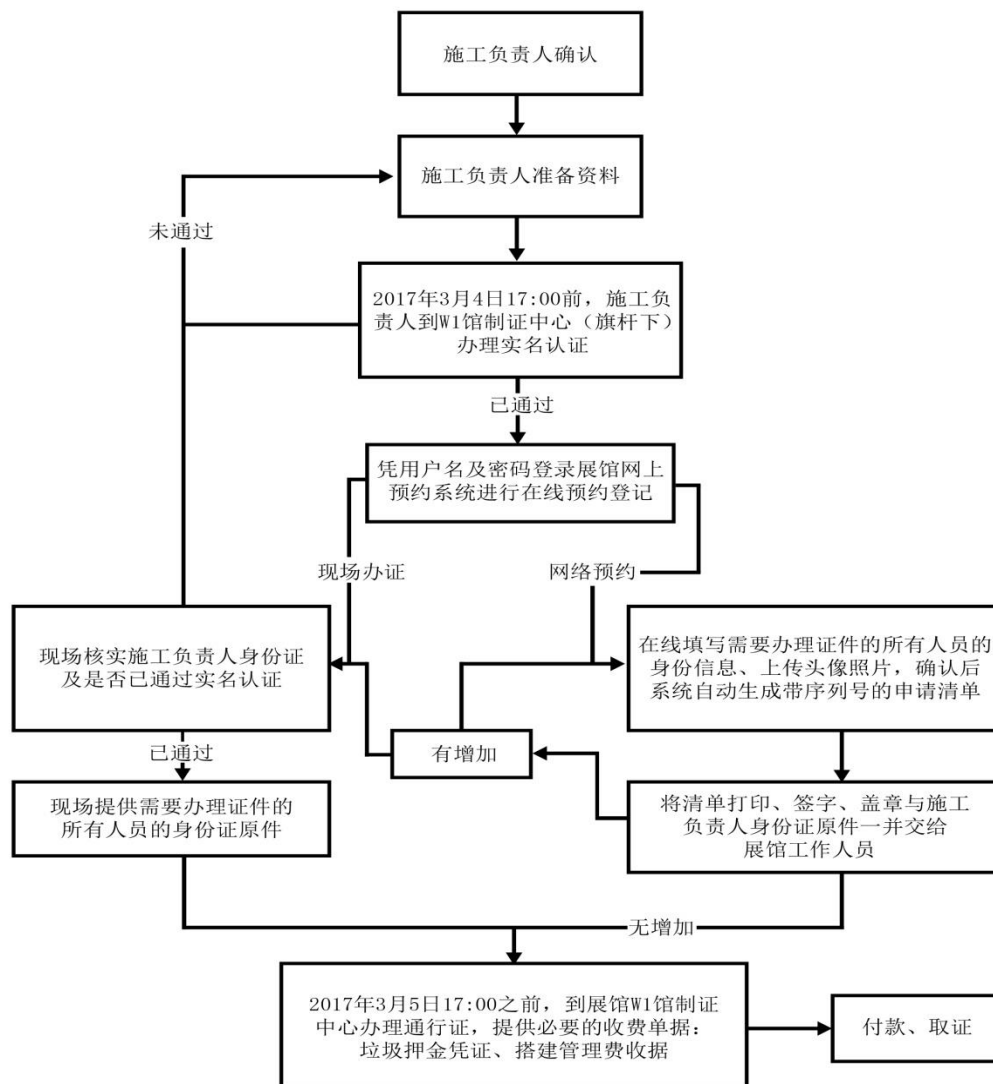 施工负责人确认
施工负责人准备资料
未通过
2017年3月4日17:00前，施工负
责人到W1馆制证中心（旗杆下）
办理实名认证
已通过
凭用户名及密码登录展馆网上
预约系统进行在线预约登记
现场办证
网络预约
现场核实施工负责人身份证
及是否已通过实名认证
在线填写需要办理证件的所有人员的
身份信息、上传头像照片，确认后
系统自动生成带序列号的申请清单
有增加
已通过
现场提供需要办理证件的
所有人员的身份证原件
将清单打印、签字、盖章与施工
负责人身份证原件一并交给
展馆工作人员
无增加
2017年3月5日17:00之前，到展馆W1馆制证
中心办理通行证，提供必要的收费单据：
垃圾押金凭证、搭建管理费收据
付款、取证